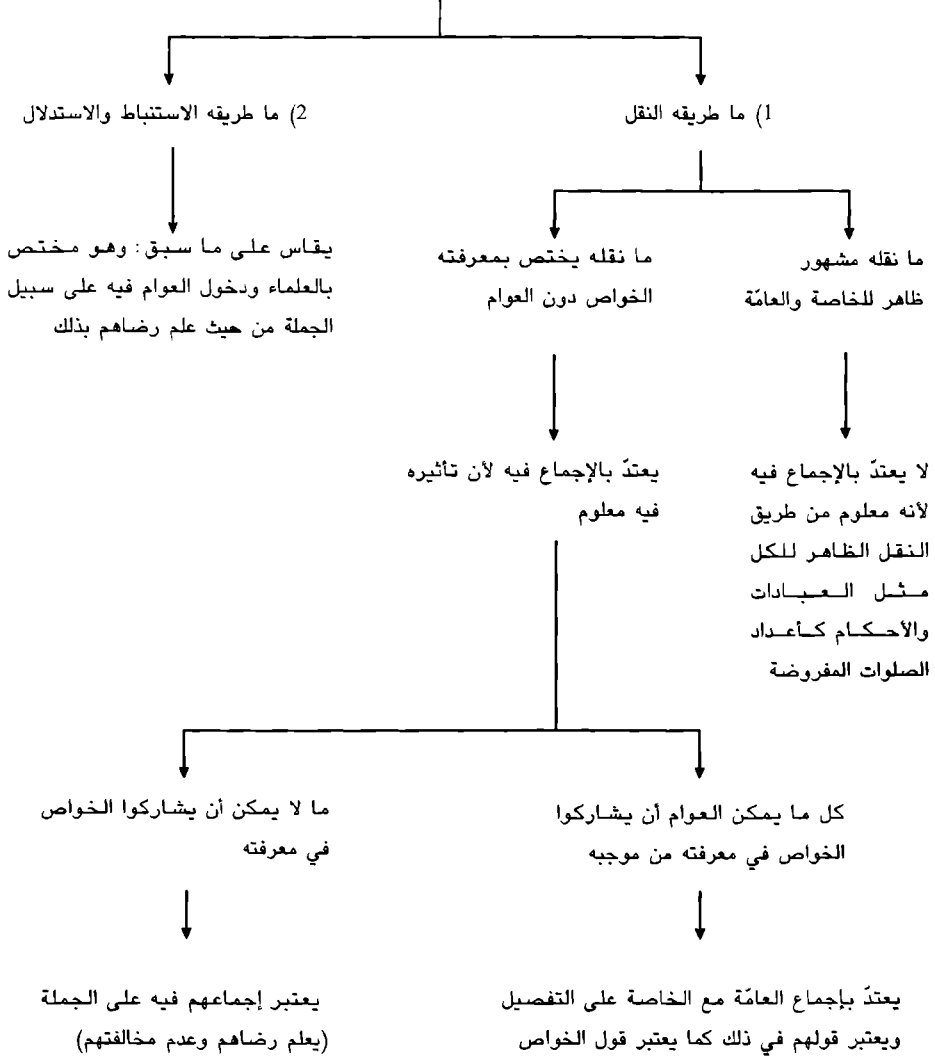 1) ما طريقه النقل
2) ما طريقه الاستنباط والاستدلال
ما نقله مشهور
ظاهر للخاصة والعامّة
ما نقله يختص بمعرفته
الخواص دون العوام
يقاس على ما سبق: وهو مختص
بالعلماء ودخول العوام فيه على سبيل
الجملة من حيث علم رضاهم بذلك
لا يعتدّ بالإجماع فيه
لأنه معلوم من طريق
النقل الظاهر للكل
مثل العبادات
والأحكام كأعداد
الصلوات المفروضة
يعتدّ بالإجماع فيه لأن تأثيره
فيه معلوم
كل ما يمكن العوام أن يشاركوا
الخواص في معرفته من موجبه
ما لا يمكن أن يشاركوا الخواص
في معرفته
يعتدّ بإجماع العامّة مع الخاصة على التفصيل
ويعتبر قولهم في ذلك كما يعتبر قول الخواص
يعتبر إجماعهم فيه على الجملة
(يعلم رضاهم وعدم مخالفتهم)